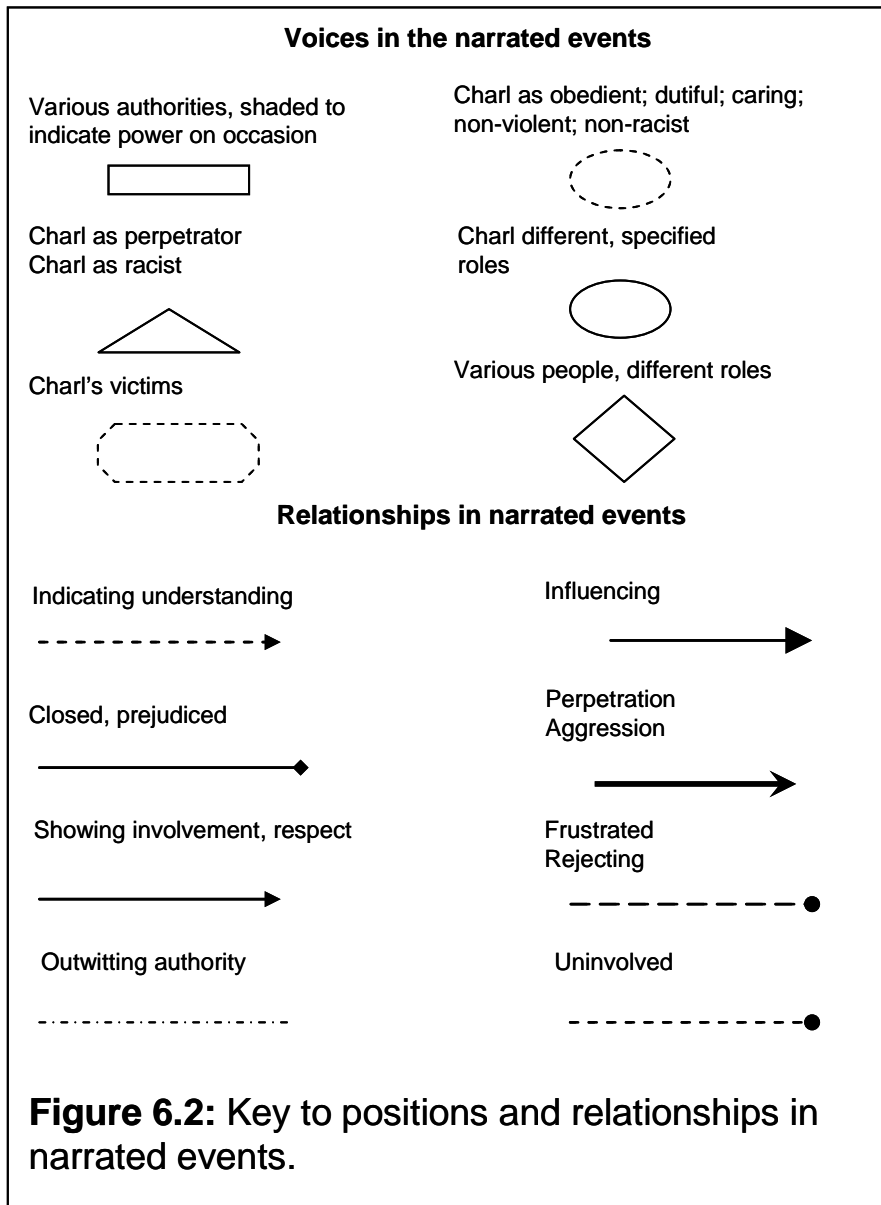 Voices in the narrated events
Various authorities, shaded to
indicate power on occasion
Charl as obedient; dutiful; caring;
non-violent; non-racist
Charl as perpetrator
Charl as racist
Charl different, specified
roles
Charl’s victims
Various people, different roles
Relationships in narrated events
Indicating understanding
Influencing
Closed, prejudiced
Perpetration
Aggression
Showing involvement, respect
Frustrated
Rejecting
Outwitting authority
Uninvolved
Figure 6.2: Key to positions and relationships in
narrated events.